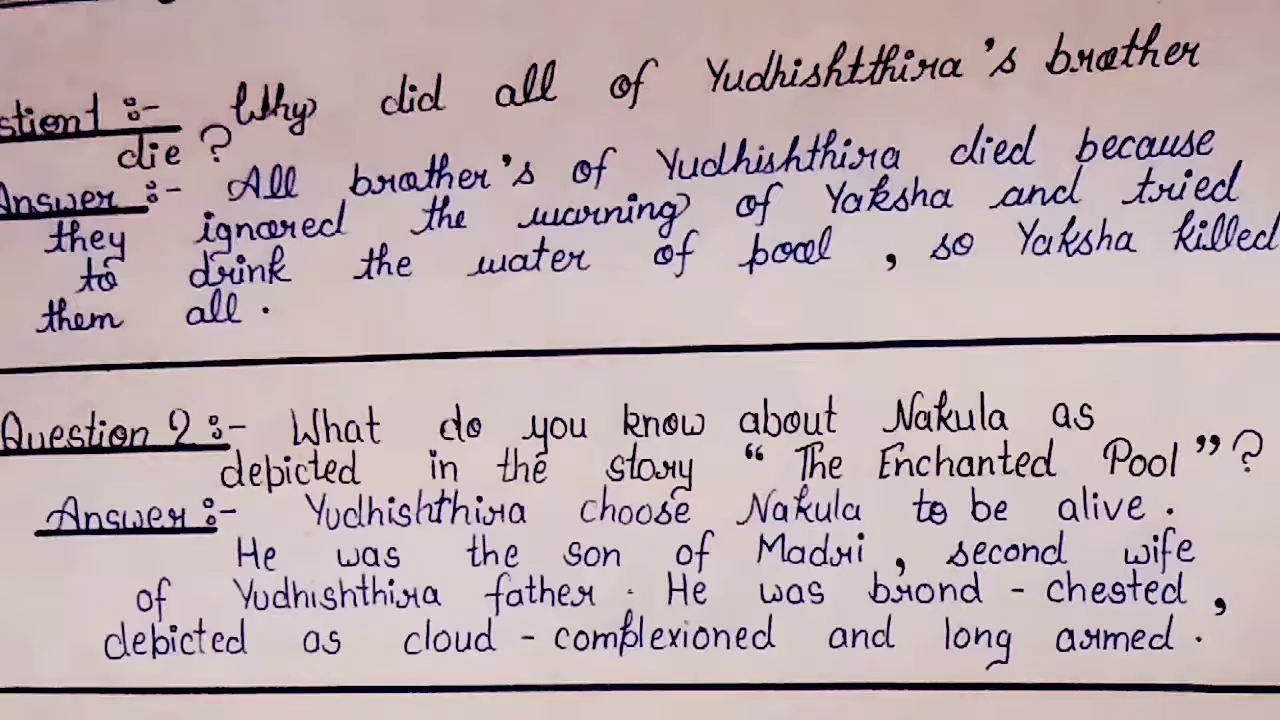 stion 1 :- Why did all of Yudhishtthira's brother
die ?
Answer :- All brother's of Yudhishthira died because
they ignored the warning of Yaksha and tried
to drink the water of pool , so Yaksha killed
them all .
Question 2 :- What do you know about Nakula as
depicted in the story “ The Enchanted Pool ” ?
Answer :- Yudhishthira choose Nakula to be alive .
He was the son of Madri , second wife
of Yudhishthira father . He was brond - chested ,
depicted as cloud - complexioned and long armed .